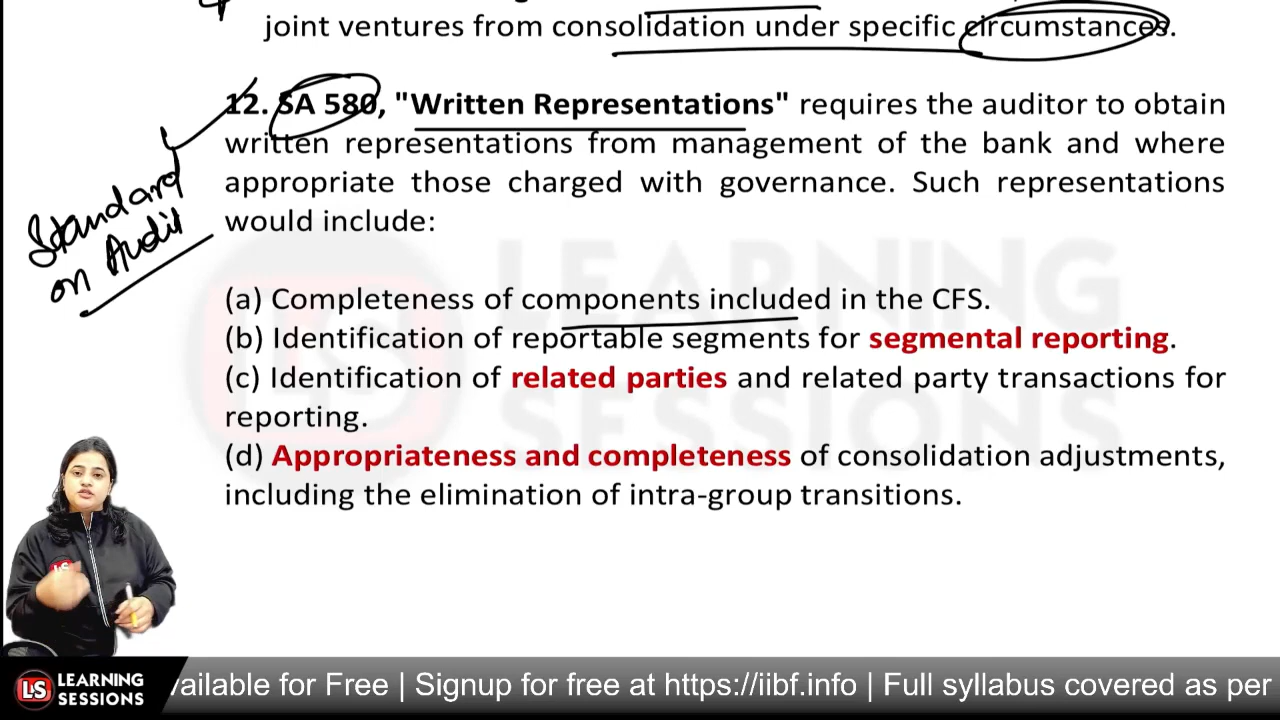 joint ventures from consolidation under specific circumstances.
12. SA 580, "Written Representations" requires the auditor to obtain
written representations from management of the bank and where
appropriate those charged with governance. Such representations
would include:
Standard
on Audit
(a) Completeness of components included in the CFS.
(b) Identification of reportable segments for segmental reporting.
(c) Identification of related parties and related party transactions for
reporting.
(d) Appropriateness and completeness of consolidation adjustments,
including the elimination of intra-group transitions.
LEARNING
SESSIONS
LS
LS LEARNING
SESSIONS
vailable for Free | Signup for free at https://iibf.info | Full syllabus covered as per